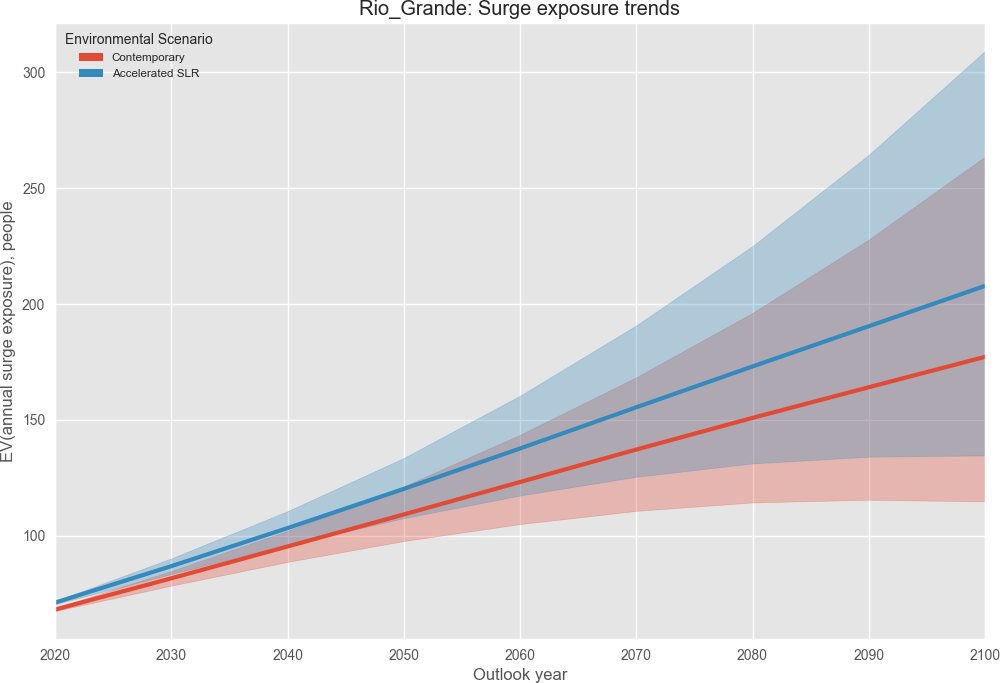 Rio_Grande: Surge exposure trends
Environmental Scenario
Contemporary
Accelerated SLR
EV(annual surge exposure), people
300
250
200
150
100
2020 2030 2040 2050 2060 2070 2080 2090 2100
Outlook year